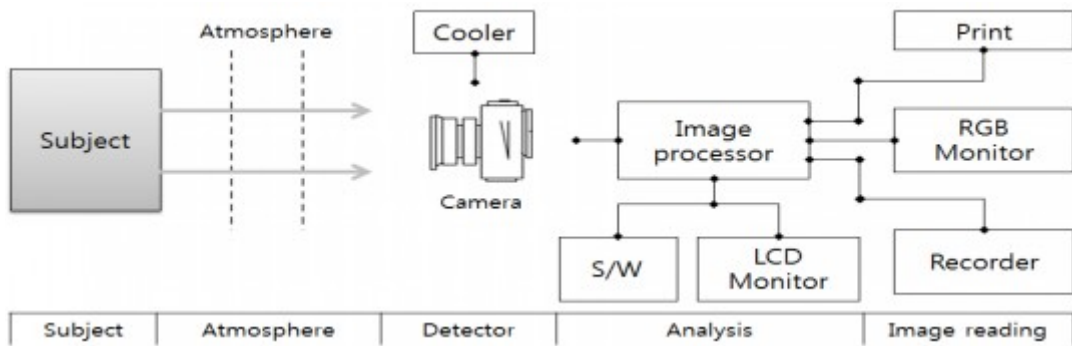 Atmosphere
Cooler
Print
Subject
Camera
Image
processor
RGB
Monitor
S/W
LCD
Monitor
Recorder
Subject
Atmosphere
Detector
Analysis
Image reading